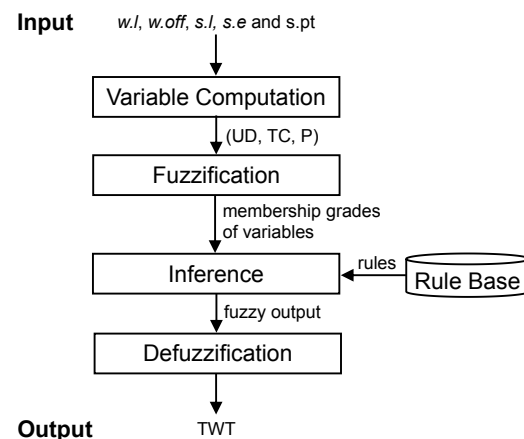 Input w.l, w.off, s.l, s.e and s.pt
Variable Computation
(UD, TC, P)
Fuzzification
membership grades
of variables
Inference
rules
Rule Base
fuzzy output
Defuzzification
Output TWT